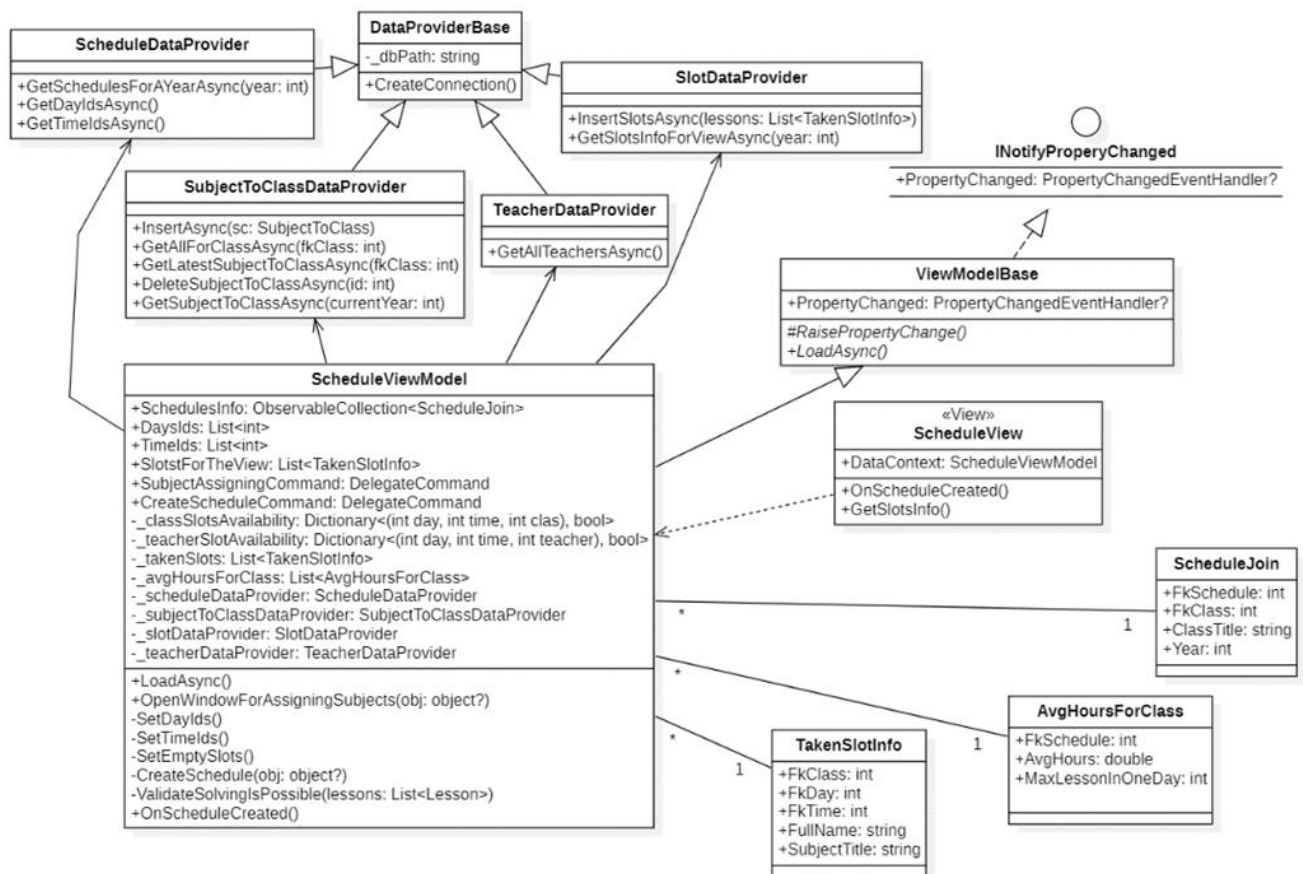 DataProviderBase
-_dbPath: string
+CreateConnection()
ScheduleDataProvider
+GetSchedulesForAYearAsync(year: int)
+GetDayIdsAsync()
+GetTimeIdsAsync()
SlotDataProvider
+InsertSlotsAsync(lessons: List<TakenSlotInfo>)
+GetSlotsInfoForViewAsync(year: int)
INotifyProperyChanged
+PropertyChanged: PropertyChangedEventHandler?
SubjectToClassDataProvider
+InsertAsync(sc: SubjectToClass)
+GetAllForClassAsync(fkClass: int)
+GetLatestSubjectToClassAsync(fkClass: int)
+DeleteSubjectToClassAsync(id: int)
+GetSubjectToClassAsync(currentYear: int)
TeacherDataProvider
+GetAllTeachersAsync()
ViewModelBase
+PropertyChanged: PropertyChangedEventHandler?
#RaisePropertyChange()
+LoadAsync()
ScheduleViewModel
+SchedulesInfo: ObservableCollection<ScheduleJoin>
+DaysIds: List<int>
+TimeIds: List<int>
+SlotstForTheView: List<TakenSlotInfo>
+SubjectAssigningCommand: DelegateCommand
+CreateScheduleCommand: DelegateCommand
-_classSlotsAvailability: Dictionary<(int day, int time, int clas), bool>
-_teacherSlotAvailability: Dictionary<(int day, int time, int teacher), bool>
-_takenSlots: List<TakenSlotInfo>
-_avgHoursForClass: List<AvgHoursForClass>
-_scheduleDataProvider: ScheduleDataProvider
-_subjectToClassDataProvider: SubjectToClassDataProvider
-_slotDataProvider: SlotDataProvider
-_teacherDataProvider: TeacherDataProvider
+LoadAsync()
+OpenWindowForAssigningSubjects(obj: object?)
-SetDayIds()
-SetTimeIds()
-SetEmptySlots()
-CreateSchedule(obj: object?)
-ValidateSolvingIsPossible(lessons: List<Lesson>)
+OnScheduleCreated()
«View»
ScheduleView
+DataContext: ScheduleViewModel
+OnScheduleCreated()
+GetSlotsInfo()
ScheduleJoin
+FkSchedule: int
+FkClass: int
+ClassTitle: string
+Year: int
*
1
AvgHoursForClass
+FkSchedule: int
+AvgHours: double
+MaxLessonInOneDay: int
*
1
TakenSlotInfo
+FkClass: int
+FkDay: int
+FkTime: int
+FullName: string
+SubjectTitle: string
*
1